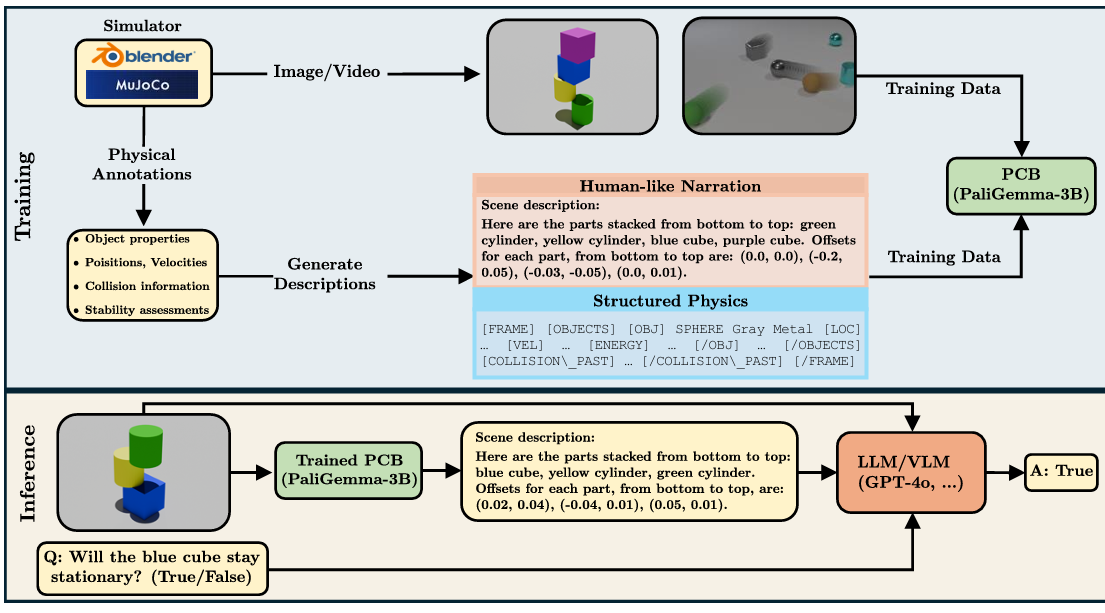 Training
Simulator
blender
MuJoCo
Image/Video
Training Data
Physical
Annotations
PCB
(PaliGemma-3B)
• Object properties
• Poisitions, Velocities
• Collision information
• Stability assessments
Generate
Descriptions
Human-like Narration
Scene description:
Here are the parts stacked from bottom to top: green
cylinder, yellow cylinder, blue cube, purple cube. Offsets
for each part, from bottom to top are: (0.0, 0.0), (-0.2,
0.05), (-0.03, -0.05), (0.0, 0.01).
Training Data
Structured Physics
[FRAME] [OBJECTS] [OBJ] SPHERE Gray Metal [LOC]
… [VEL] … [ENERGY] … [/OBJ] … [/OBJECTS]
[COLLISION\_PAST] … [/COLLISION\_PAST] [/FRAME]
Inference
Trained PCB
(PaliGemma-3B)
Scene description:
Here are the parts stacked from bottom to top:
blue cube, yellow cylinder, green cylinder.
Offsets for each part, from bottom to top, are:
(0.02, 0.04), (-0.04, 0.01), (0.05, 0.01).
LLM/VLM
(GPT-4o, ...)
A: True
Q: Will the blue cube stay
stationary? (True/False)